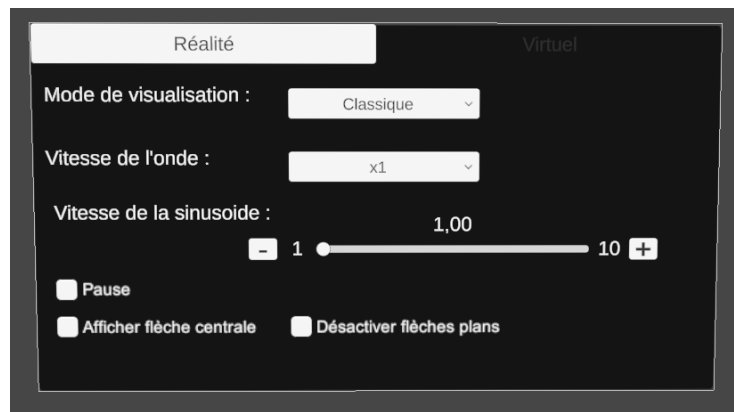 Réalité Virtuel
Mode de visualisation : Classique
Vitesse de l'onde : x1
Vitesse de la sinusoide :
1,00
- 1 10 +
Pause
Afficher flèche centrale Désactiver flèches plans